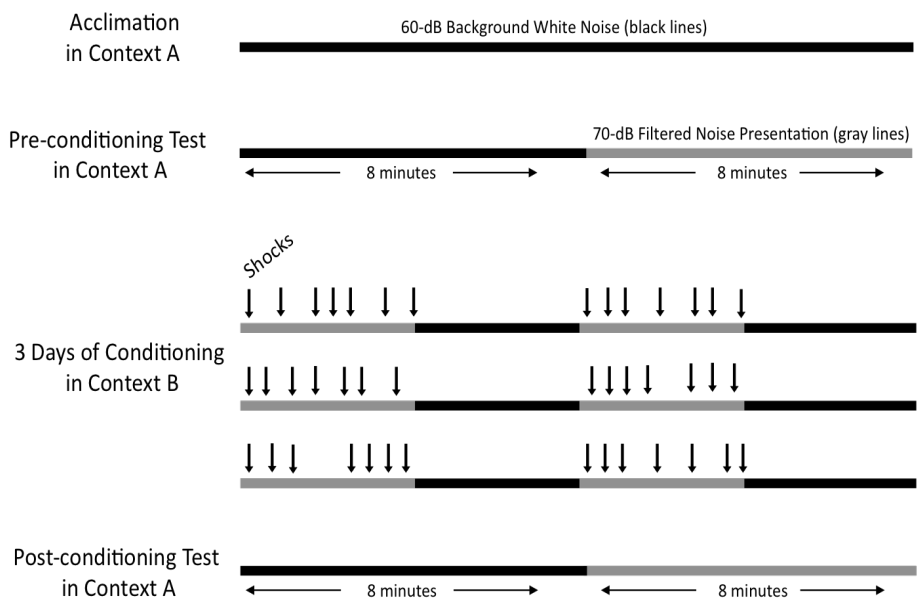 Acclimation
in Context A
60-dB Background White Noise (black lines)
Pre-conditioning Test
in Context A
70-dB Filtered Noise Presentation (gray lines)
8 minutes
8 minutes
Shocks
3 Days of Conditioning
in Context B
Post-conditioning Test
in Context A
8 minutes
8 minutes